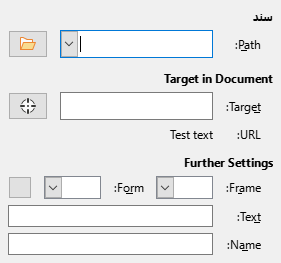 سند
Path:
Target in Document
Target:
URL: Test text
Further Settings
Frame: Form:
Text:
Name: